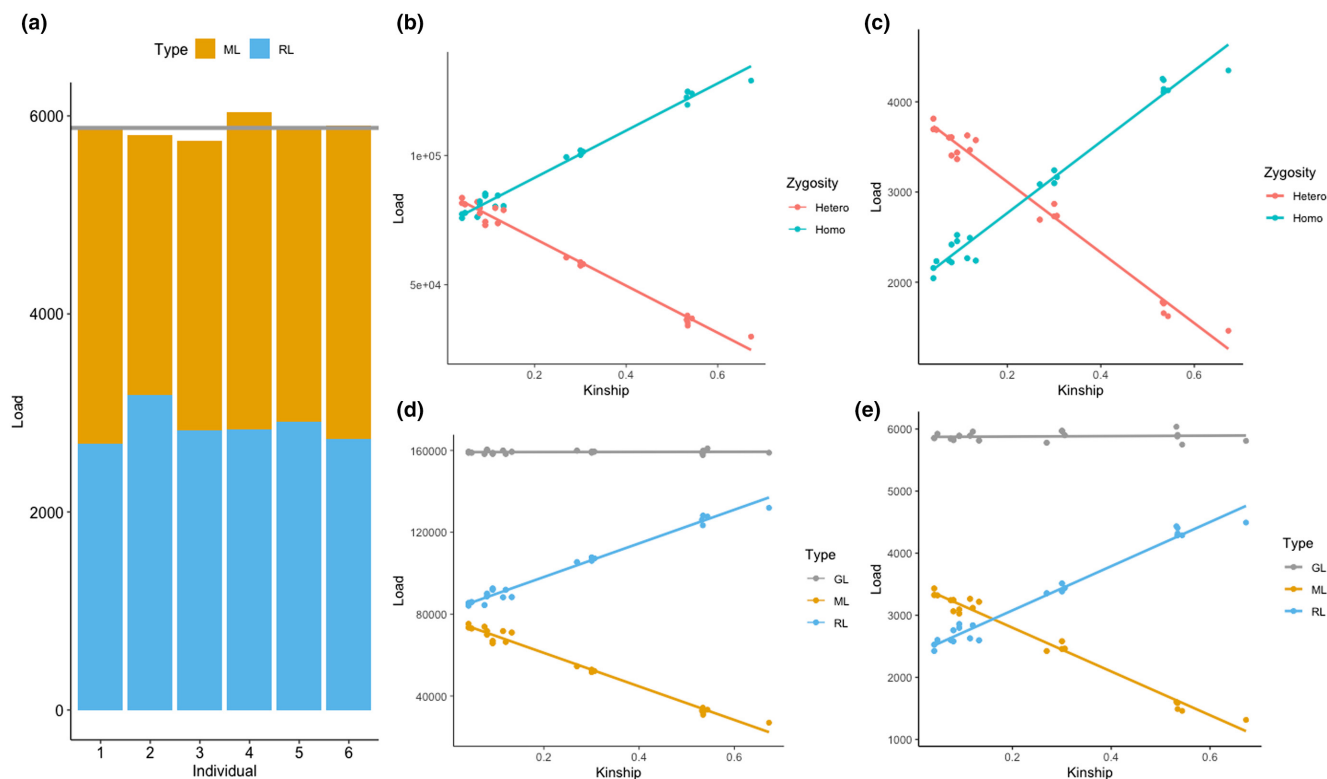 (a)
Type ML RL
Load
6000
4000
2000
0
1 2 3 4 5 6
Individual
(b)
Load
1e+05
5e+04
0.2 0.4 0.6
Kinship
Zygosity
Hetero
Homo
(c)
Load
4000
3000
2000
0.2 0.4 0.6
Kinship
Zygosity
Hetero
Homo
(d)
Load
160000
120000
80000
40000
0.2 0.4 0.6
Kinship
Type
GL
ML
RL
(e)
Load
6000
5000
4000
3000
2000
1000
0.2 0.4 0.6
Kinship
Type
GL
ML
RL